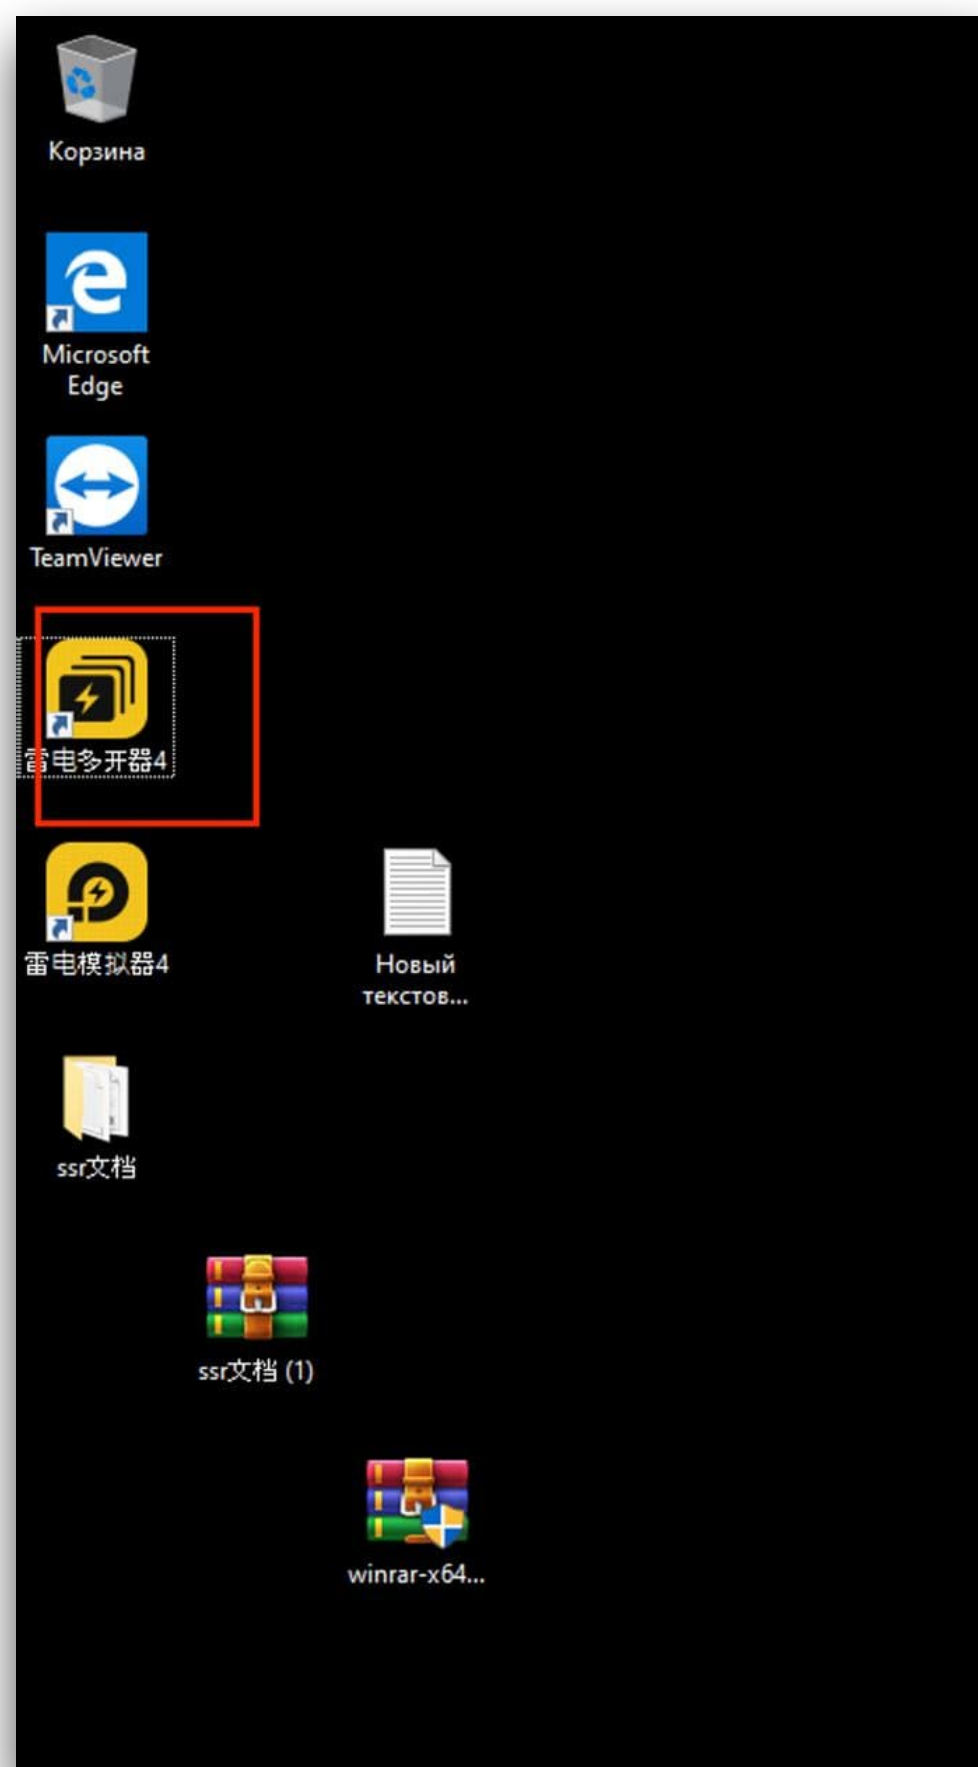 Корзина
Microsoft
Edge
TeamViewer
雷电多开器4
雷电模拟器4
Новый
текстов...
ssr文档
ssr文档 (1)
winrar-x64...